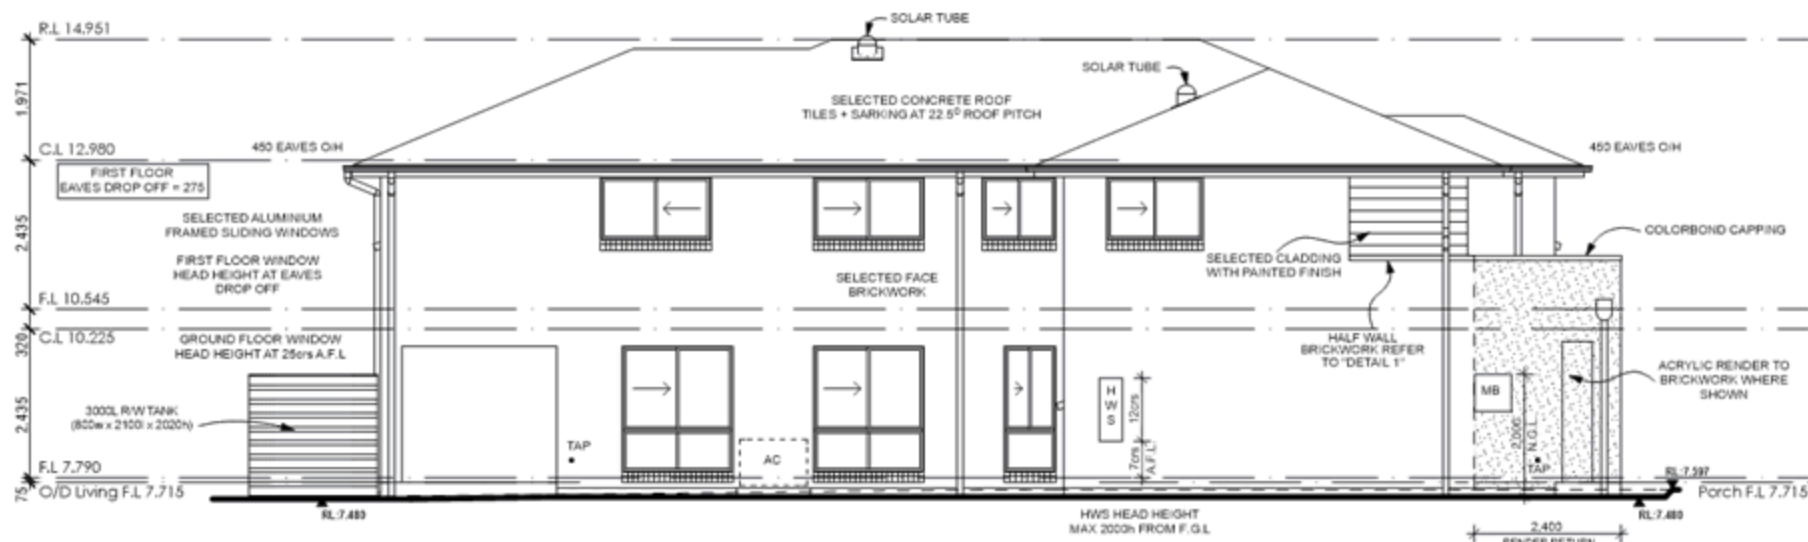 R.L 14.951
SOLAR TUBE
SOLAR TUBE
1.971
SELECTED CONCRETE ROOF
TILES + SARKING AT 22.5° ROOF PITCH
C.L 12.980
450 EAVES O/H
450 EAVES O/H
FIRST FLOOR
EAVES DROP OFF = 275
SELECTED ALUMINIUM
FRAMED SLIDING WINDOWS
2.435
COLORBOND CAPPING
FIRST FLOOR WINDOW
HEAD HEIGHT AT EAVES
DROP OFF
SELECTED CLADDING
WITH PAINTED FINISH
SELECTED FACE
BRICKWORK
F.L 10.545
320
C.L 10.225
GROUND FLOOR WINDOW
HEAD HEIGHT AT 25crs A.F.L
HALF WALL
BRICKWORK REFER
TO "DETAIL 1"
ACRYLIC RENDER TO
BRICKWORK WHERE
SHOWN
MB
H
W
S
12crs
2.435
3000L R/W TANK
(800w x 2100l x 2020h)
TAP
AC
7crs
A.F.L
2,000
N.G.L
TAP
F.L 7.790
RL:7.597
75
O/D Living F.L 7.715
Porch F.L 7.715
RL:7.480
HWS HEAD HEIGHT
MAX 2000h FROM F.G.L
RL:7.480
2,400
RENDER RETURN